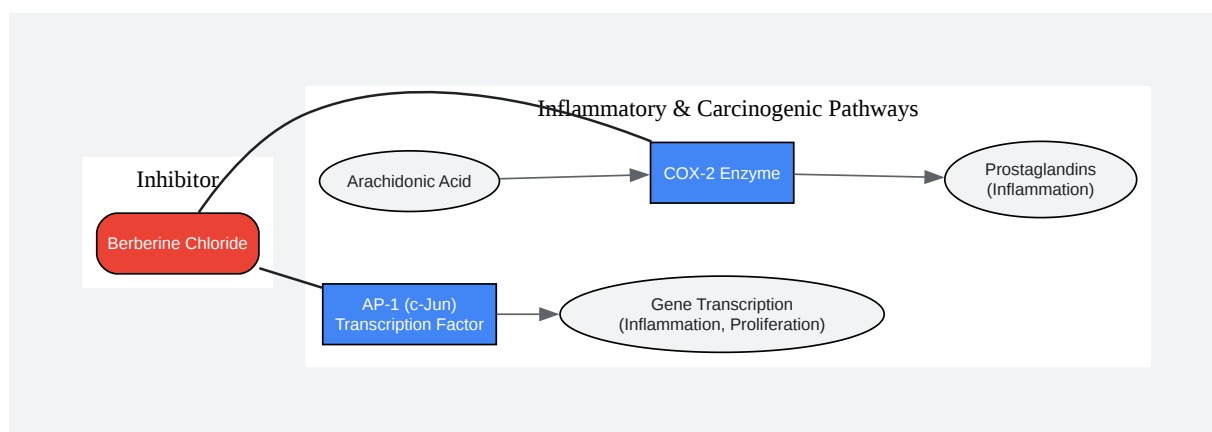 Inflammatory & Carcinogenic Pathways
Inhibitor
Arachidonic Acid
COX-2 Enzyme
Prostaglandins
(Inflammation)
Berberine Chloride
AP-1 (c-Jun)
Transcription Factor
Gene Transcription
(Inflammation, Proliferation)